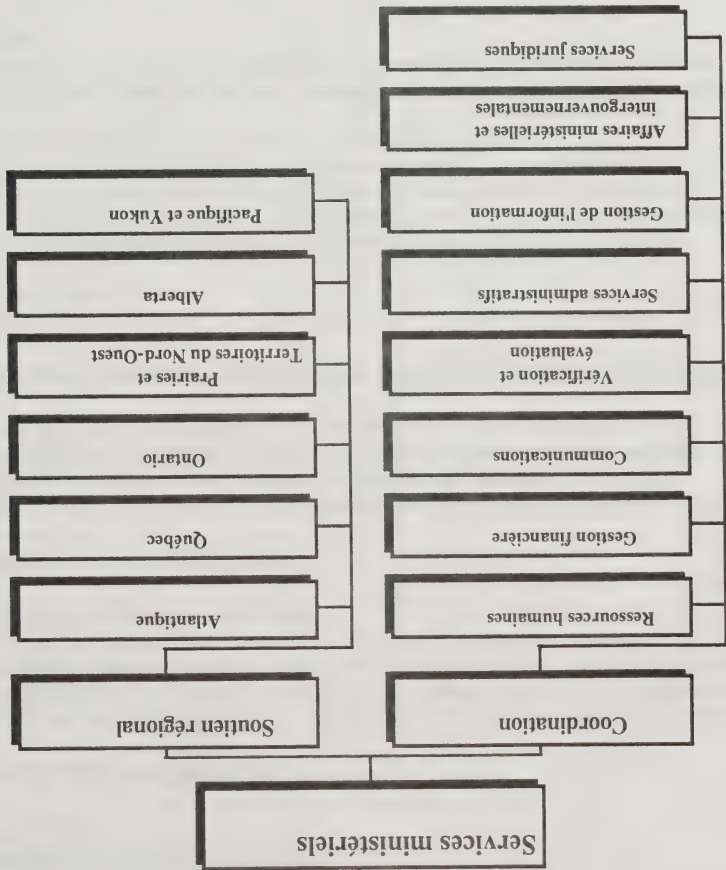 Services ministériels
Coordination
Ressources humaines
Gestion financière
Communications
Vérification et
évaluation
Services administratifs
Gestion de l'information
Affaires ministérielles et
intergouvernementales
Services juridiques
Soutien régional
Atlantique
Québec
Ontario
Prairies et
Territoires du Nord-Ouest
Alberta
Pacifique et Yukon